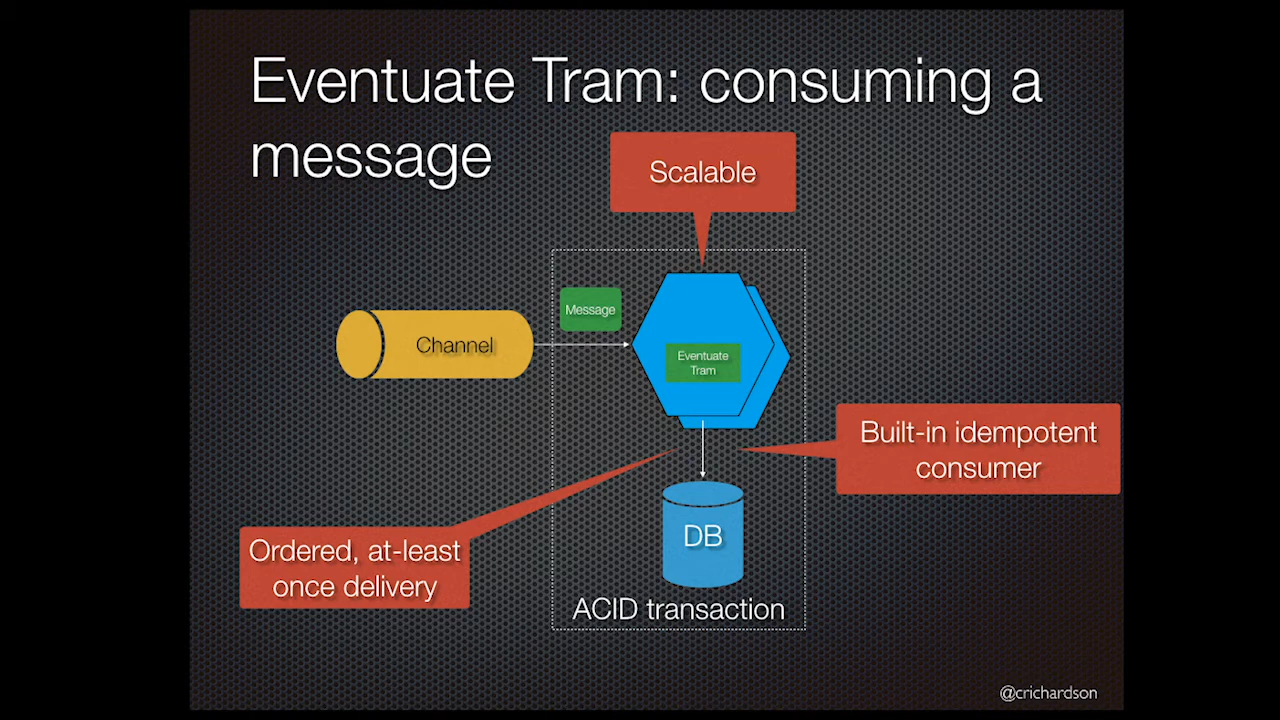 Eventuate Tram: consuming a
message
Scalable
Message
Channel
Eventuate
Tram
Built-in idempotent
consumer
DB
Ordered, at-least
once delivery
ACID transaction
@crichardson